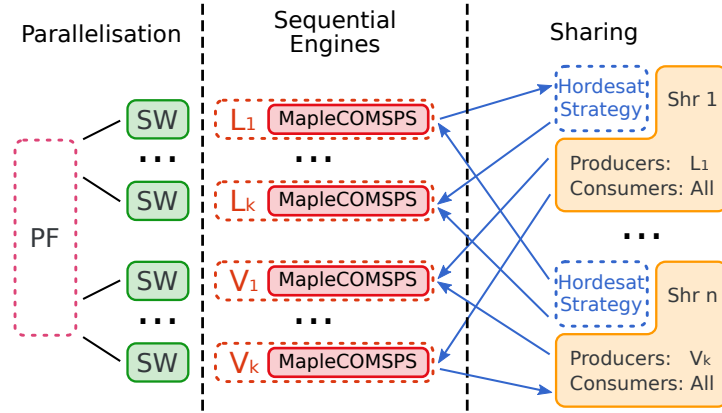 Parallelisation
Sequential
Engines
Sharing
PF
SW
...
SW
SW
...
SW
L1 MapleCOMSPS
...
Lk MapleCOMSPS
V1 MapleCOMSPS
...
Vk MapleCOMSPS
Hordesat
Strategy
Shr 1
Producers: L1
Consumers: All
...
Hordesat
Strategy
Shr n
Producers: Vk
Consumers: All